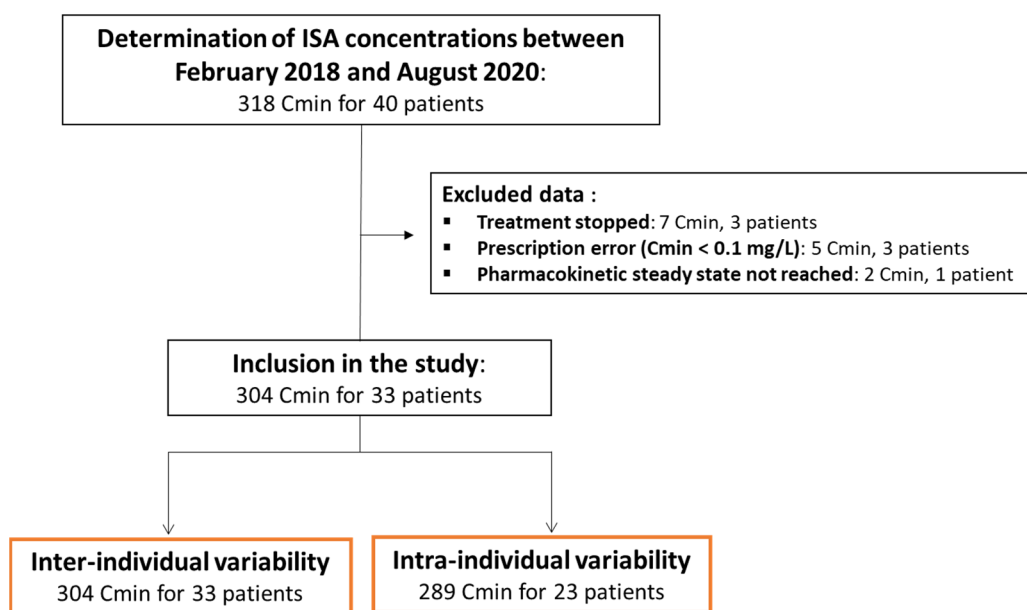 Determination of ISA concentrations between
February 2018 and August 2020:
318 Cmin for 40 patients
Excluded data :
▪ Treatment stopped: 7 Cmin, 3 patients
▪ Prescription error (Cmin < 0.1 mg/L): 5 Cmin, 3 patients
▪ Pharmacokinetic steady state not reached: 2 Cmin, 1 patient
Inclusion in the study:
304 Cmin for 33 patients
Inter-individual variability
304 Cmin for 33 patients
Intra-individual variability
289 Cmin for 23 patients